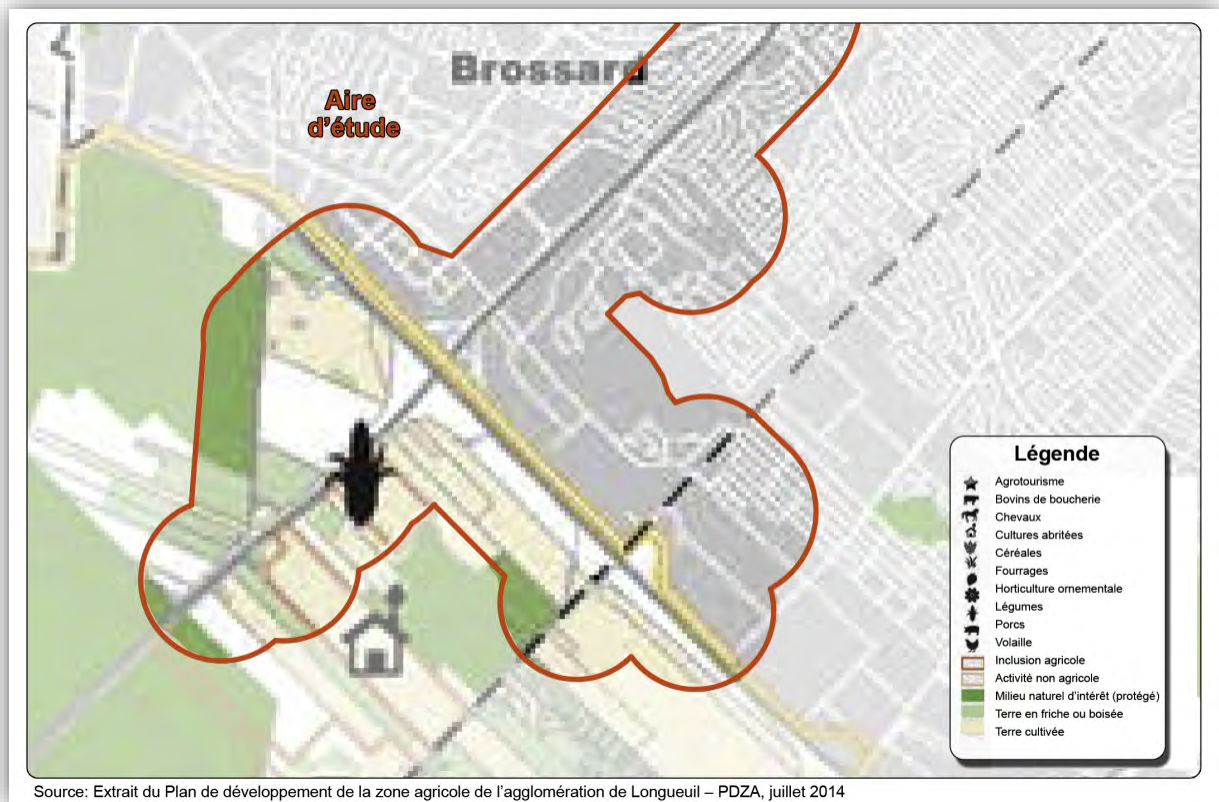 Brossard
Aire
d'étude
Légende
Agrotourisme
Bovins de boucherie
Chevaux
Cultures abritées
Céréales
Fourrages
Horticulture ornementale
Légumes
Porcs
Volaille
Inclusion agricole
Activité non agricole
Milieu naturel d'intérêt (protégé)
Terre en friche ou boisée
Terre cultivée
Source: Extrait du Plan de développement de la zone agricole de l'agglomération de Longueuil – PDZA, juillet 2014